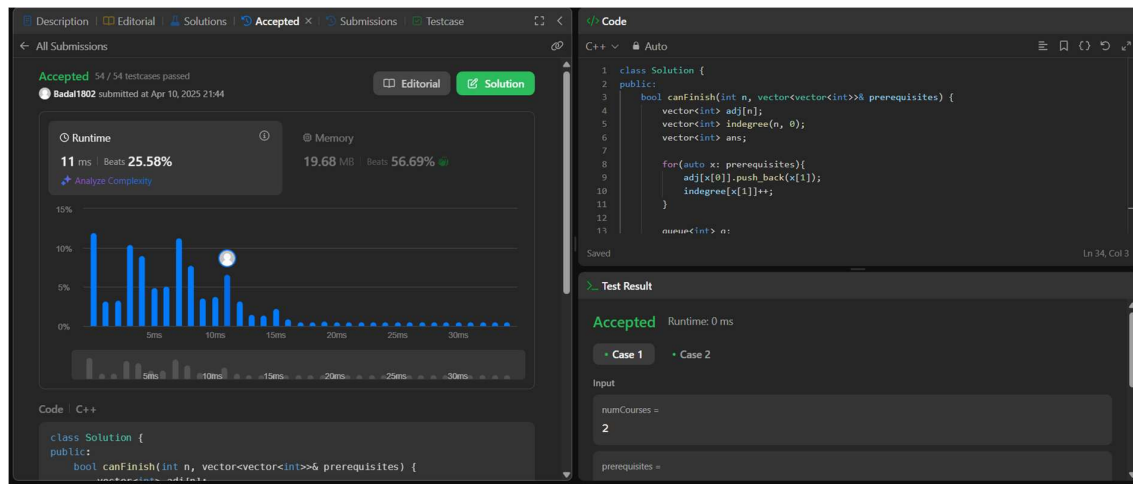 Description | Editorial | Solutions | Accepted × | Submissions | Testcase
← All Submissions
Accepted 54 / 54 testcases passed
Badal1802 submitted at Apr 10, 2025 21:44
Editorial
Solution
Runtime
11 ms | Beats 25.58%
Analyze Complexity
Memory
19.68 MB | Beats 56.69%
15%
10%
5%
0%
5ms 10ms 15ms 20ms 25ms 30ms
5ms 10ms 15ms 20ms 25ms 30ms
Code | C++
class Solution {
public:
bool canFinish(int n, vector<vector<int>>& prerequisites) {
vector<int> adj[n];
</> Code
C++ Auto
1 class Solution {
2 public:
3 bool canFinish(int n, vector<vector<int>>& prerequisites) {
4 vector<int> adj[n];
5 vector<int> indegree(n, 0);
6 vector<int> ans;
7
8 for(auto x: prerequisites){
9 adj[x[0]].push_back(x[1]);
10 indegree[x[1]]++;
11 }
12
13 queue<int> q;
Saved
Ln 34, Col 3
>_ Test Result
Accepted Runtime: 0 ms
• Case 1 • Case 2
Input
numCourses =
2
prerequisites =